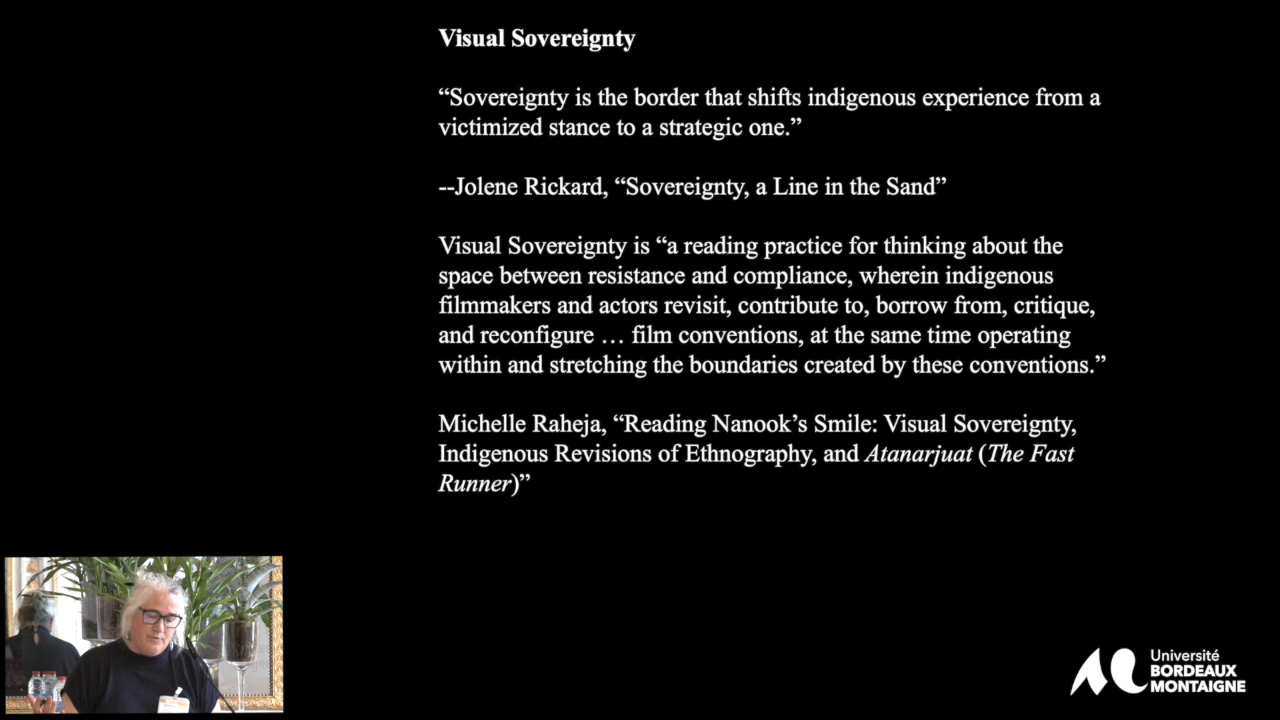 Visual Sovereignty
“Sovereignty is the border that shifts indigenous experience from a
victimized stance to a strategic one.”
--Jolene Rickard, “Sovereignty, a Line in the Sand”
Visual Sovereignty is “a reading practice for thinking about the
space between resistance and compliance, wherein indigenous
filmmakers and actors revisit, contribute to, borrow from, critique,
and reconfigure … film conventions, at the same time operating
within and stretching the boundaries created by these conventions.”
Michelle Raheja, “Reading Nanook’s Smile: Visual Sovereignty,
Indigenous Revisions of Ethnography, and Atanarjuat (The Fast
Runner)”
Université
BORDEAUX
MONTAIGNE